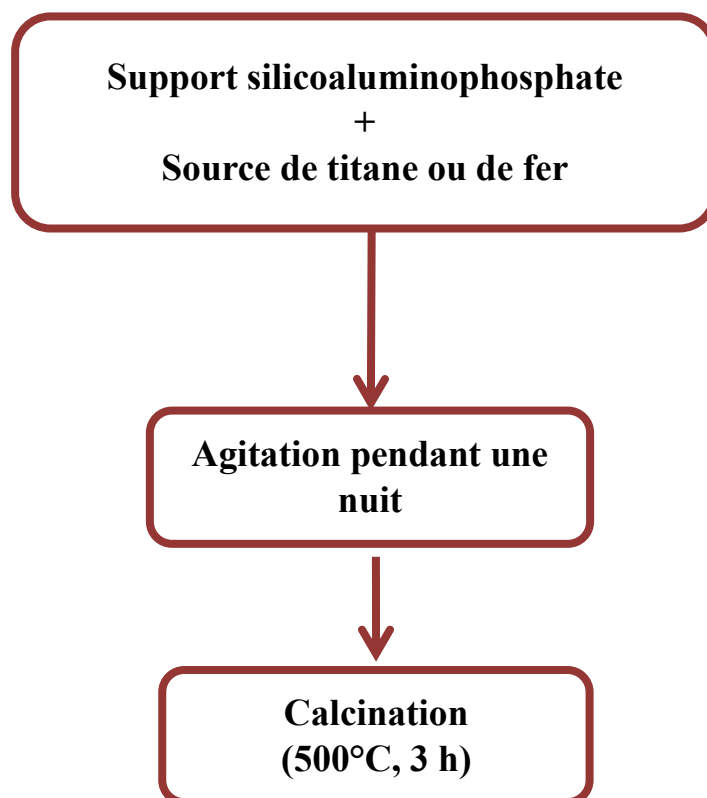 Support silicoaluminophosphate
+
Source de titane ou de fer
Agitation pendant une
nuit
Calcination
(500°C, 3 h)